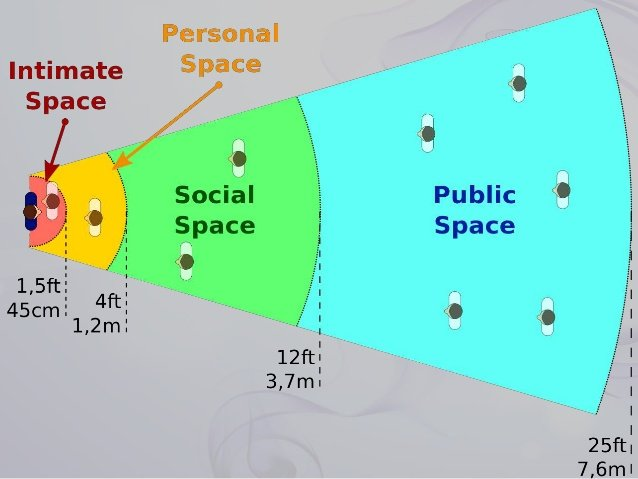 Personal
Space
Intimate
Space
Social
Space
Public
Space
1,5ft
45cm
4ft
1,2m
12ft
3,7m
25ft
7,6m